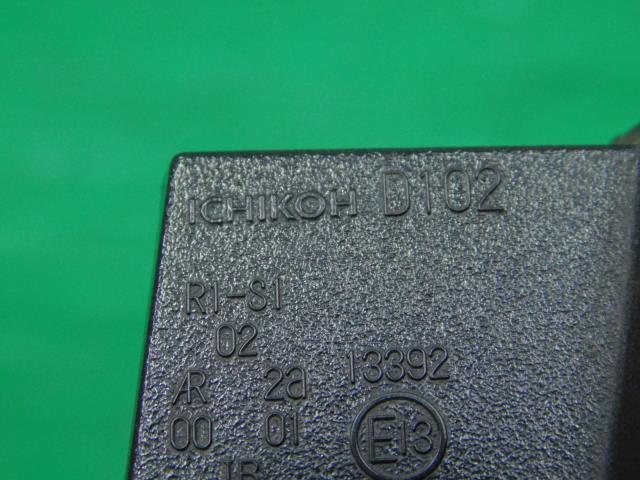 ICHIKOH D102
R1-S1
02
AR 2a 13392
00 01 E13